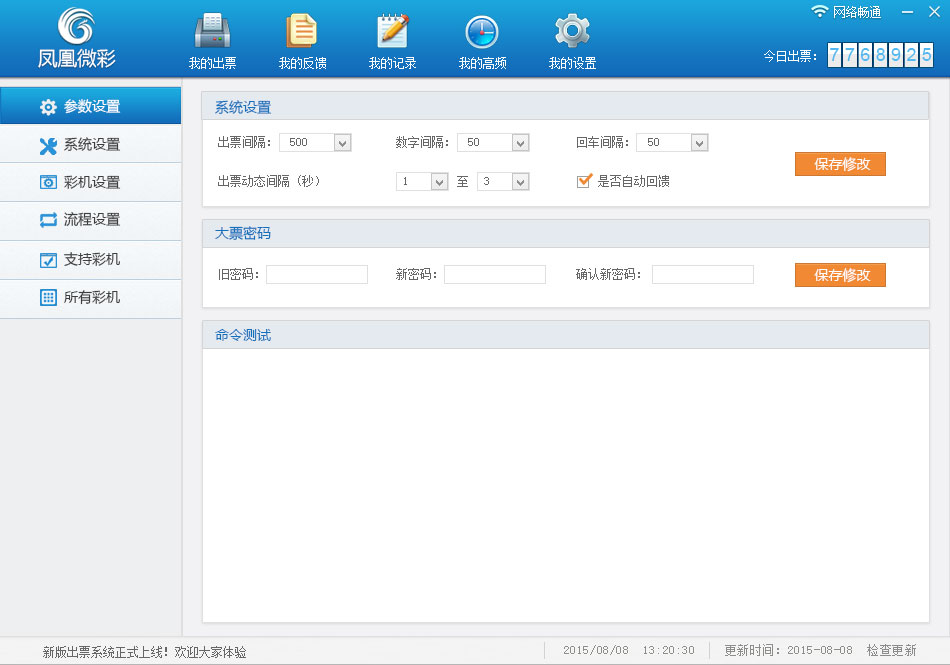 网络畅通
凤凰微彩
我的出票 我的反馈 我的记录 我的高频 我的设置
今日出票: 7768925
参数设置
系统设置
彩机设置
流程设置
支持彩机
所有彩机
系统设置
出票间隔: 500 数字间隔: 50 回车间隔: 50
保存修改
出票动态间隔（秒） 1 至 3 是否自动回馈
大票密码
旧密码: 新密码: 确认新密码: 保存修改
命令测试
新版出票系统正式上线! 欢迎大家体验 2015/08/08 13:20:30 更新时间: 2015-08-08 检查更新